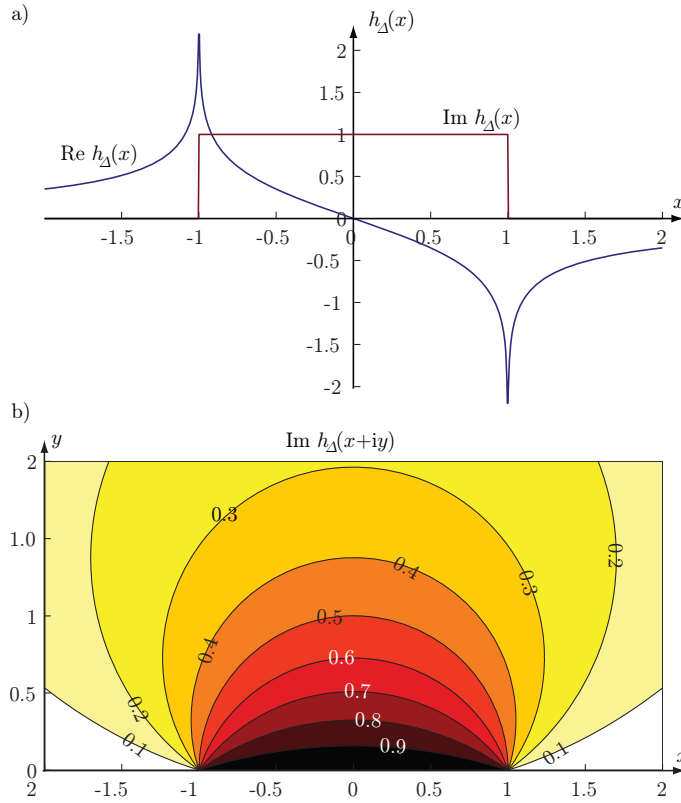 a)
h_Δ(x)
2
1.5
Im h_Δ(x)
1
Re h_Δ(x)
0.5
x
0
-1.5 -1 -0.5 0 0.5 1 1.5 2
-0.5
-1
-1.5
-2
b)
Im h_Δ(x+iy)
y
2
0.3
1.0
0.4 0.3 0.2
1
0.5
0.4 0.6
0.5 0.7
0.2 0.8
0.1 0.9 0.1
0
x
2 -1.5 -1 -0.5 0 0.5 1 1.5 2